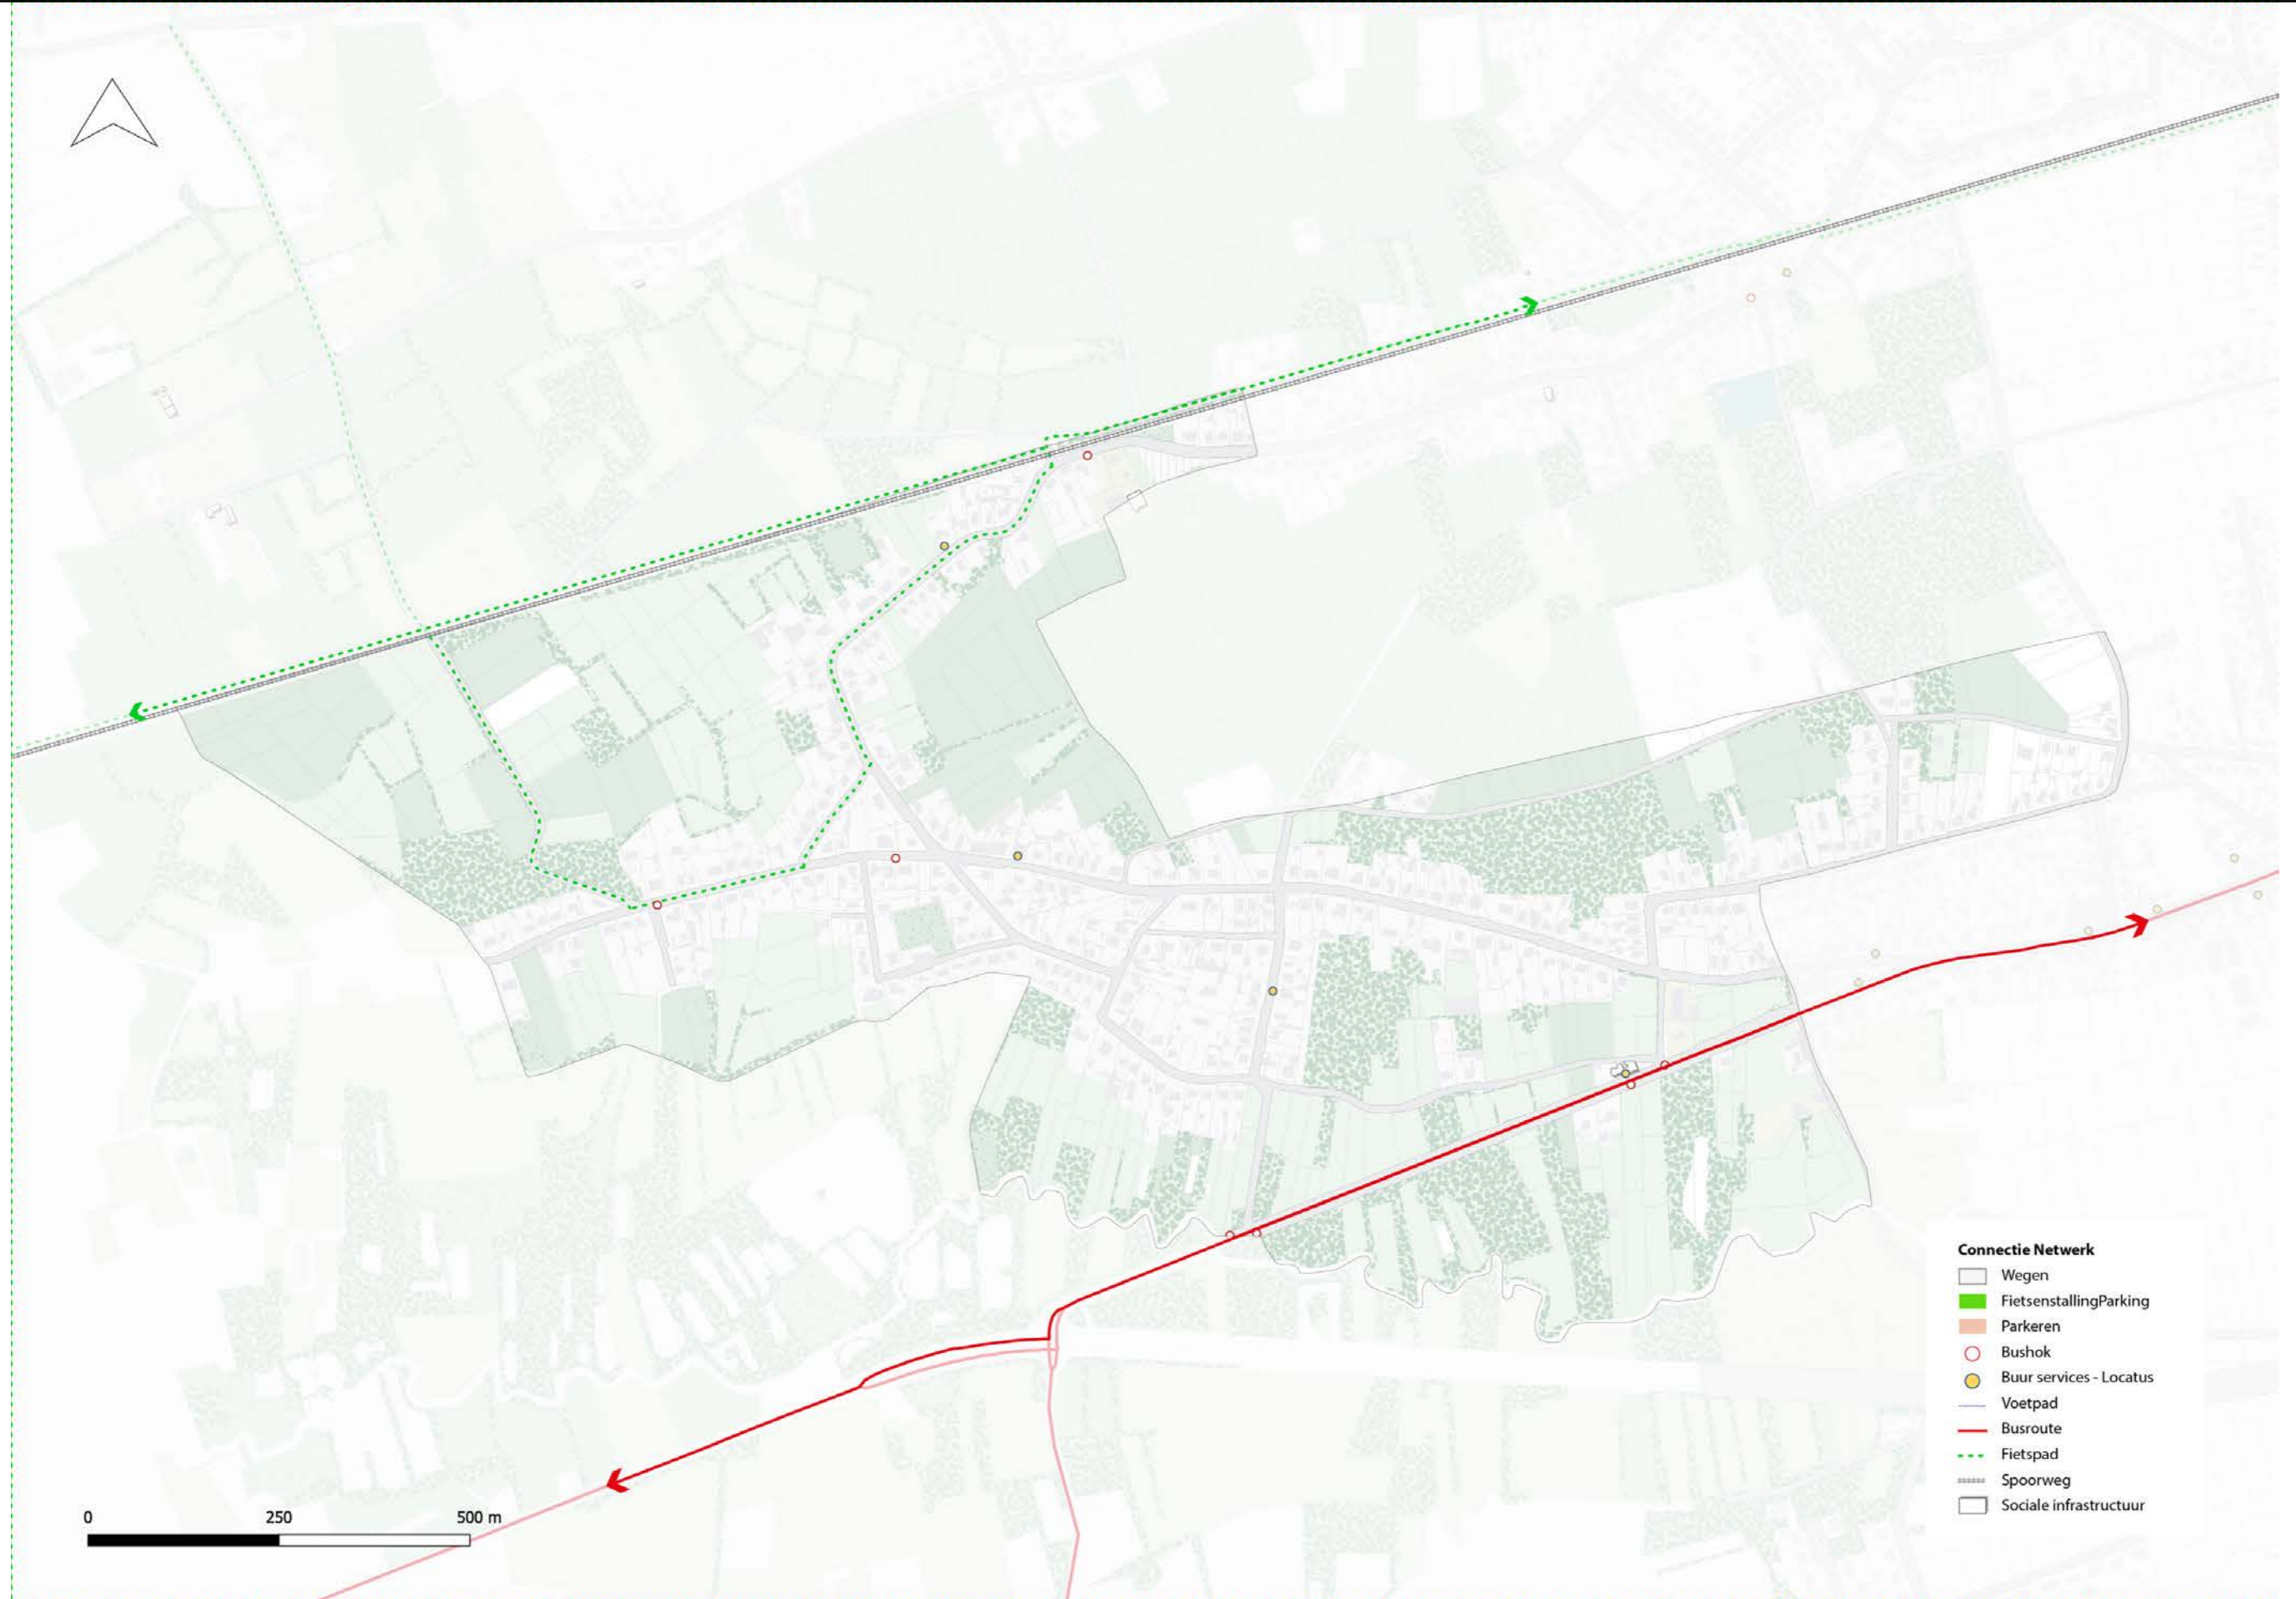 0 250 500 m
Connectie Netwerk
Wegen
FietsenstallingParking
Parkeren
Bushok
Buur services - Locatus
Voetpad
Busroute
Fietspad
Spoorweg
Sociale infrastructuur